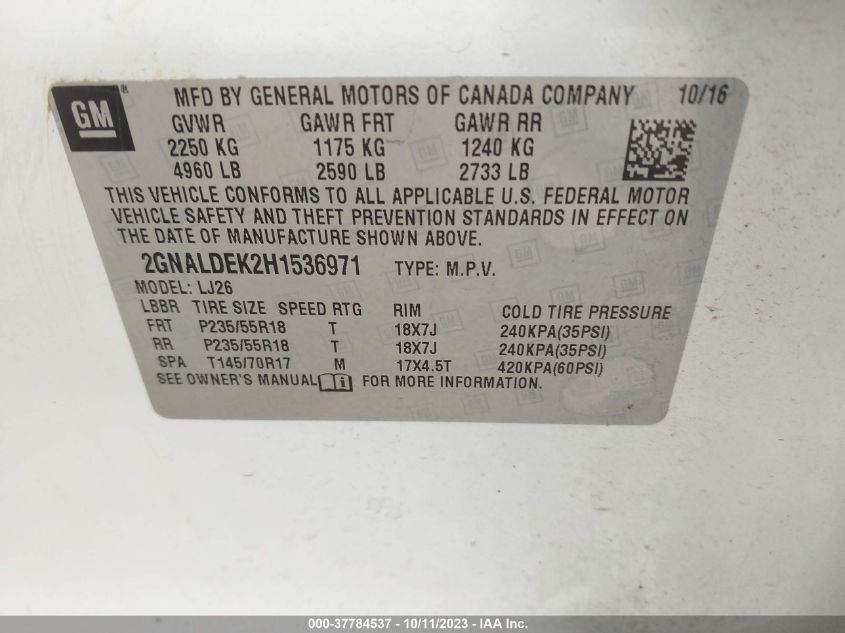 GM ® MFD BY GENERAL MOTORS OF CANADA COMPANY 10/16
GVWR GAWR FRT GAWR RR
2250 KG 1175 KG 1240 KG
4960 LB 2590 LB 2733 LB
THIS VEHICLE CONFORMS TO ALL APPLICABLE U.S. FEDERAL MOTOR
VEHICLE SAFETY AND THEFT PREVENTION STANDARDS IN EFFECT ON
THE DATE OF MANUFACTURE SHOWN ABOVE.
2GNALDEK2H1536971 TYPE: M.P.V.
MODEL: LJ26
LBBR TIRE SIZE SPEED RTG RIM COLD TIRE PRESSURE
FRT P235/55R18 T 18X7J 240KPA(35PSI)
RR P235/55R18 T 18X7J 240KPA(35PSI)
SPA T145/70R17 M 17X4.5T 420KPA(60PSI)
SEE OWNER'S MANUAL FOR MORE INFORMATION.
000-37784537 - 10/11/2023 - IAA Inc.